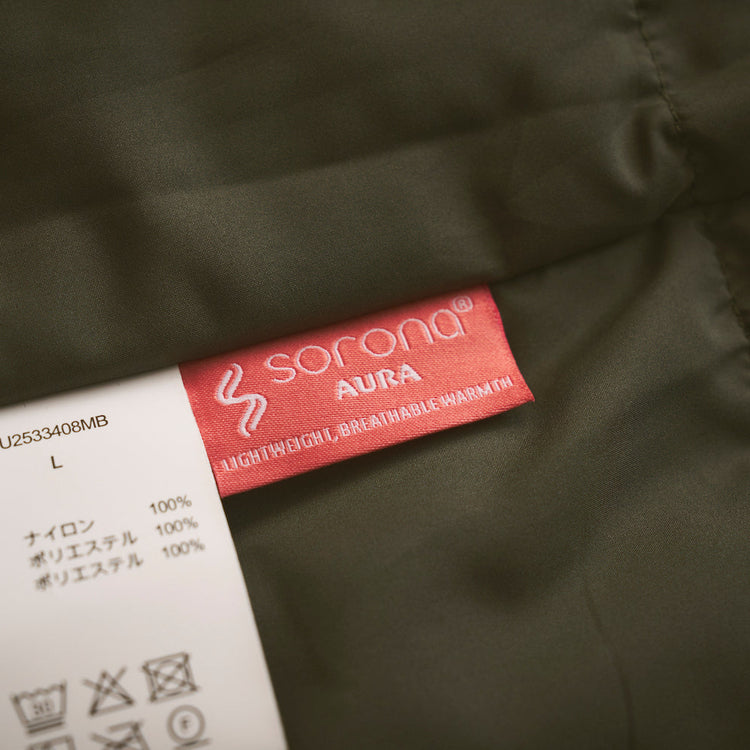 sorona®
AURA
LIGHTWEIGHT, BREATHABLE WARMTH
U2533408MB
L
ナイロン 100%
ポリエステル 100%
ポリエステル 100%
30
F